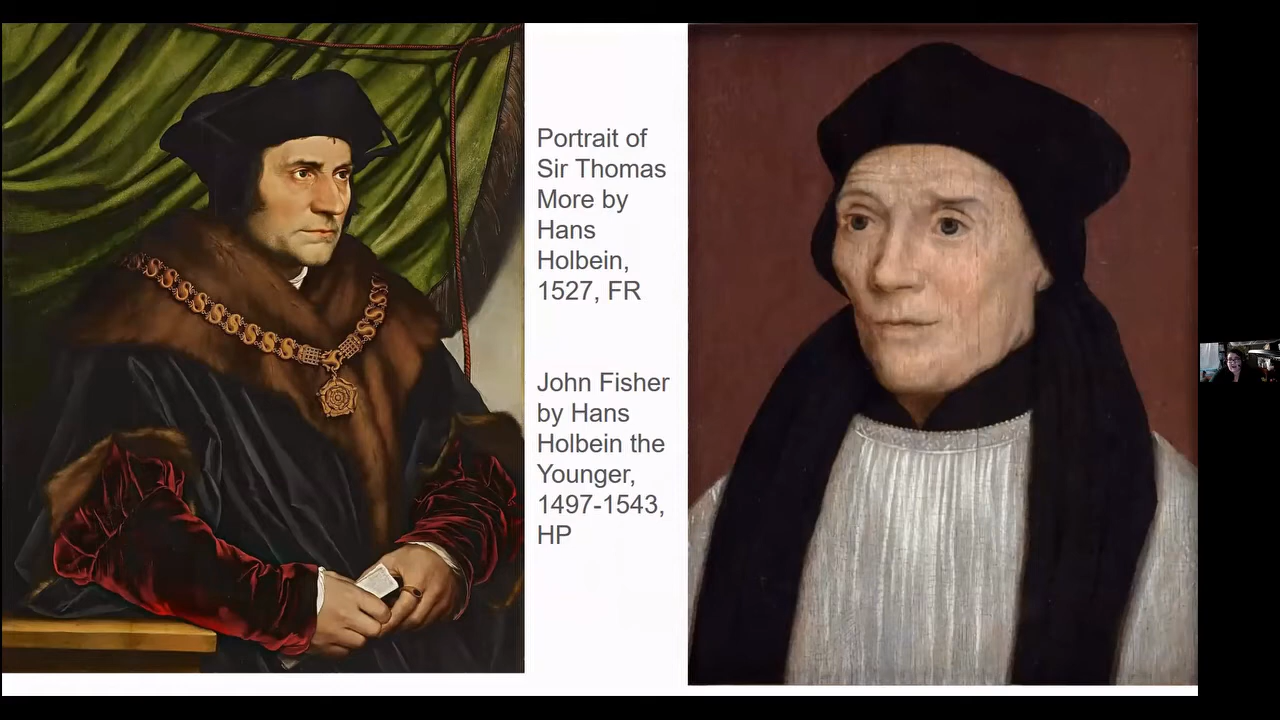 Portrait of
Sir Thomas
More by
Hans
Holbein,
1527, FR
John Fisher
by Hans
Holbein the
Younger,
1497-1543,
HP